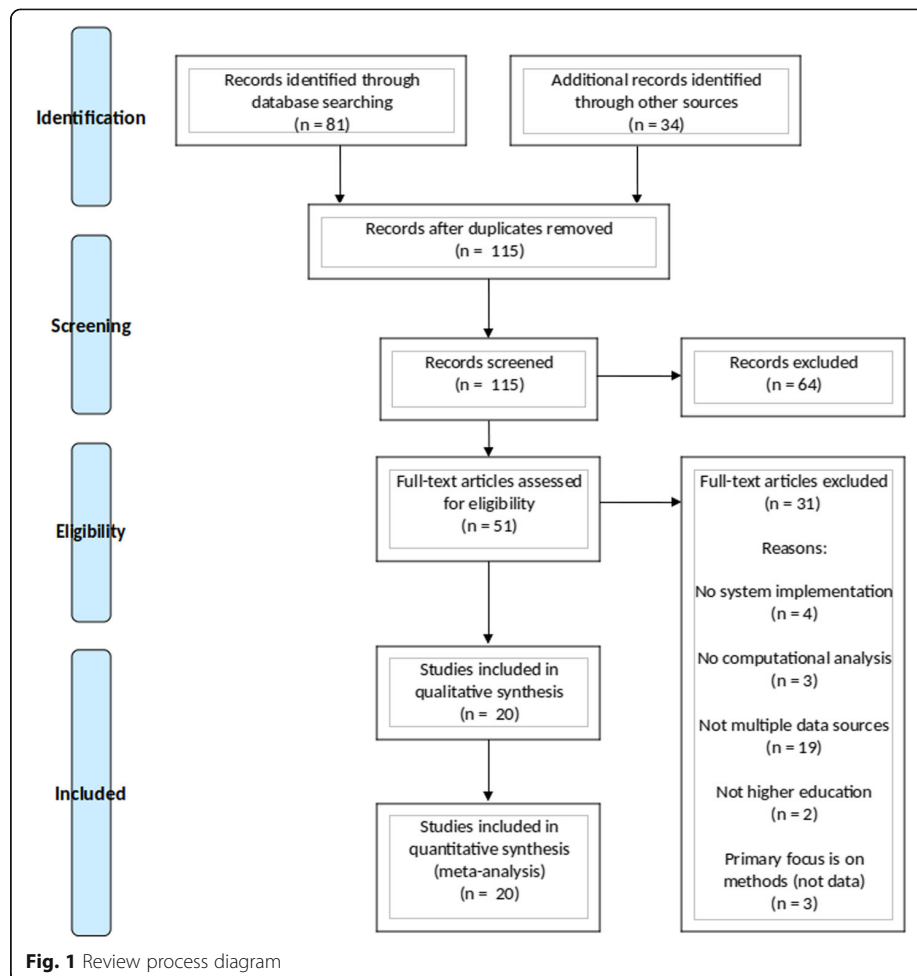 Identification
Records identified through
database searching
(n = 81)
Additional records identified
through other sources
(n = 34)
Records after duplicates removed
(n = 115)
Screening
Records screened
(n = 115)
Records excluded
(n = 64)
Eligibility
Full-text articles assessed
for eligibility
(n = 51)
Full-text articles excluded
(n = 31)
Reasons:
No system implementation
(n = 4)
No computational analysis
(n = 3)
Not multiple data sources
(n = 19)
Not higher education
(n = 2)
Primary focus is on
methods (not data)
(n = 3)
Included
Studies included in
qualitative synthesis
(n = 20)
Studies included in
quantitative synthesis
(meta-analysis)
(n = 20)
Fig. 1 Review process diagram